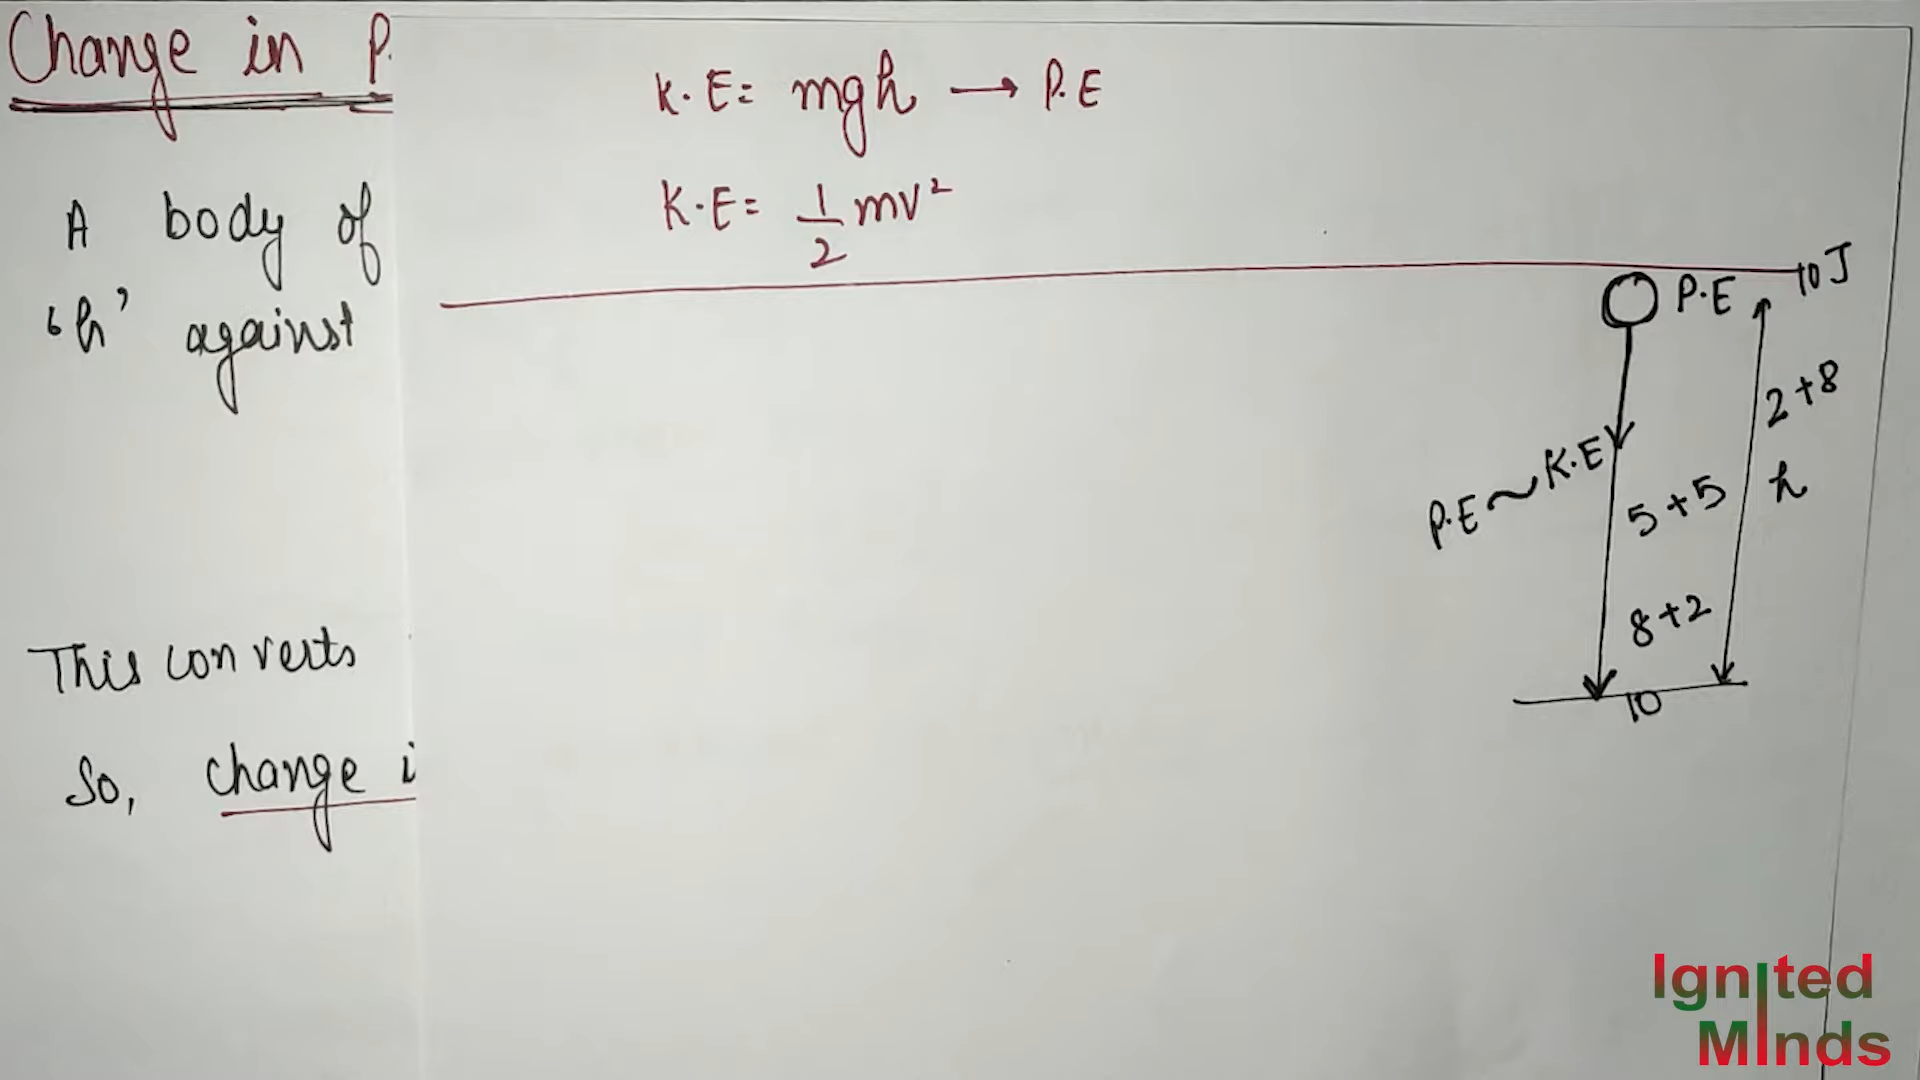 Change in P.
A body of
'h' against
This converts
So, change i
K.E = mgh → P.E
K.E = 1/2 mv²
P.E
10 J
2+8
h
P.E ~ K.E
5+5
8+2
10
Ignited
Minds